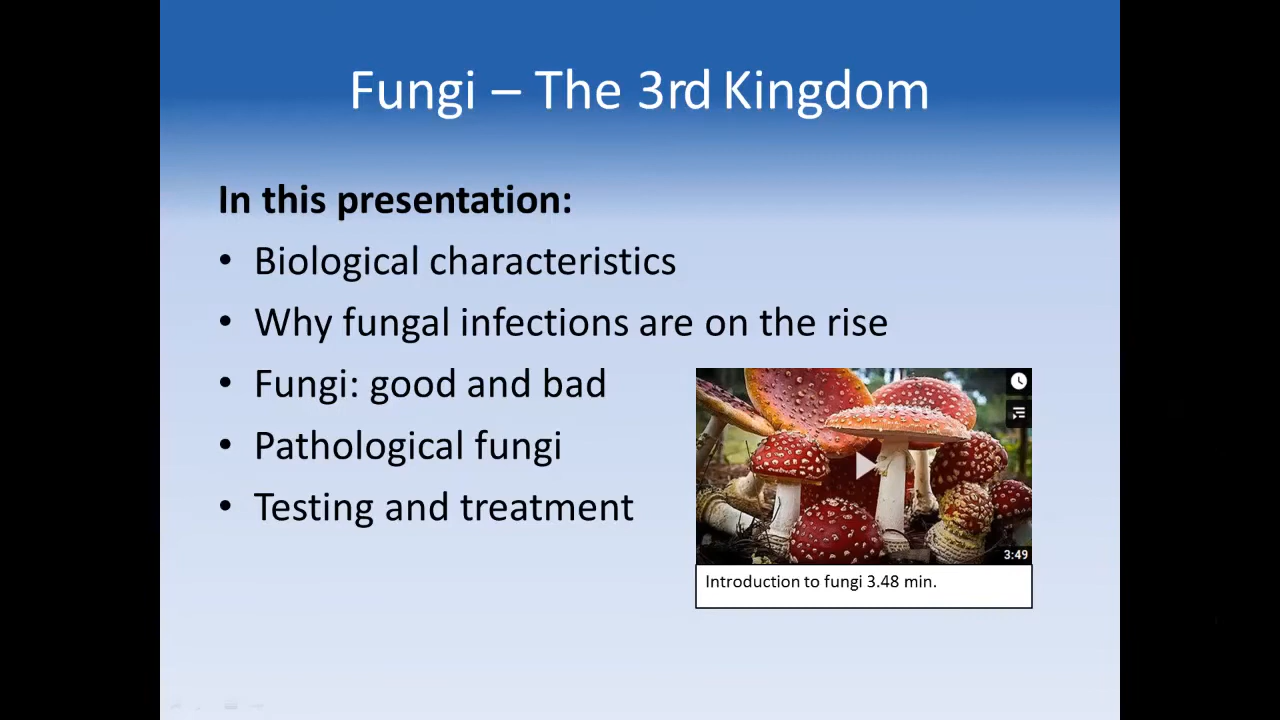 Fungi – The 3rd Kingdom
In this presentation:
• Biological characteristics
• Why fungal infections are on the rise
• Fungi: good and bad
• Pathological fungi
• Testing and treatment
3:49
Introduction to fungi 3.48 min.